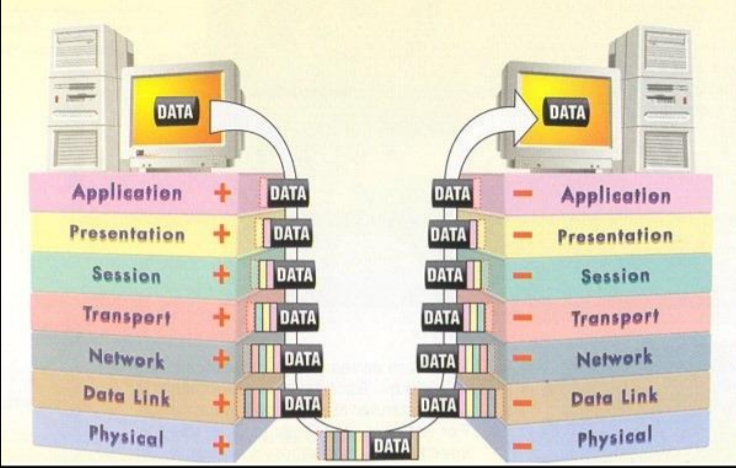 DATA DATA
Application + DATA DATA − Application
Presentation + DATA DATA − Presentation
Session + DATA DATA − Session
Transport + DATA DATA − Transport
Network + DATA DATA − Network
Data Link + DATA DATA − Data Link
Physical + DATA − Physical